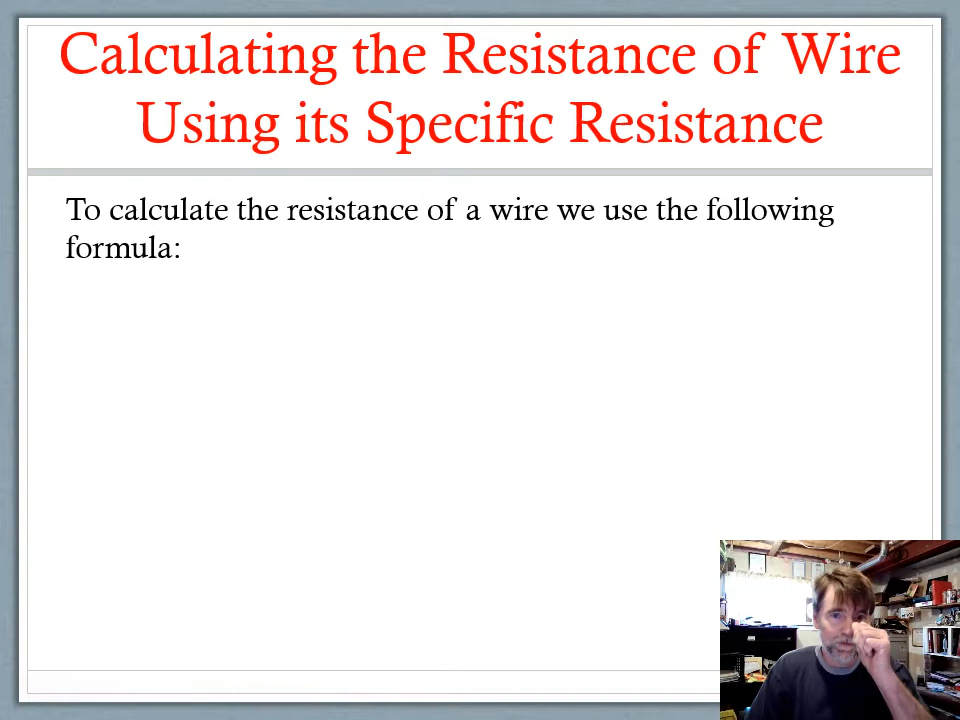 Calculating the Resistance of Wire
Using its Specific Resistance
To calculate the resistance of a wire we use the following
formula: